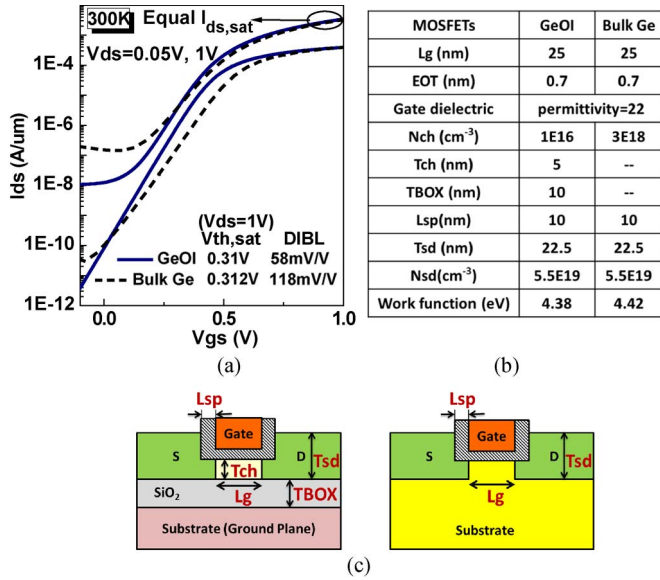 300K Equal I_ds,sat
Vds=0.05V, 1V
1E-4
1E-6
1E-8
1E-10
1E-12
Ids (A/um)
(Vds=1V)
Vth,sat DIBL
GeOI 0.31V 58mV/V
Bulk Ge 0.312V 118mV/V
0.0 0.5 1.0
Vgs (V)
(a)
MOSFETs GeOI Bulk Ge
Lg (nm) 25 25
EOT (nm) 0.7 0.7
Gate dielectric permittivity=22
Nch (cm⁻³) 1E16 3E18
Tch (nm) 5 --
TBOX (nm) 10 --
Lsp(nm) 10 10
Tsd (nm) 22.5 22.5
Nsd(cm⁻³) 5.5E19 5.5E19
Work function (eV) 4.38 4.42
(b)
Lsp
Gate
S D Tsd
Tch
SiO₂ Lg TBOX
Substrate (Ground Plane)
Lsp
Gate
S D Tsd
Lg
Substrate
(c)